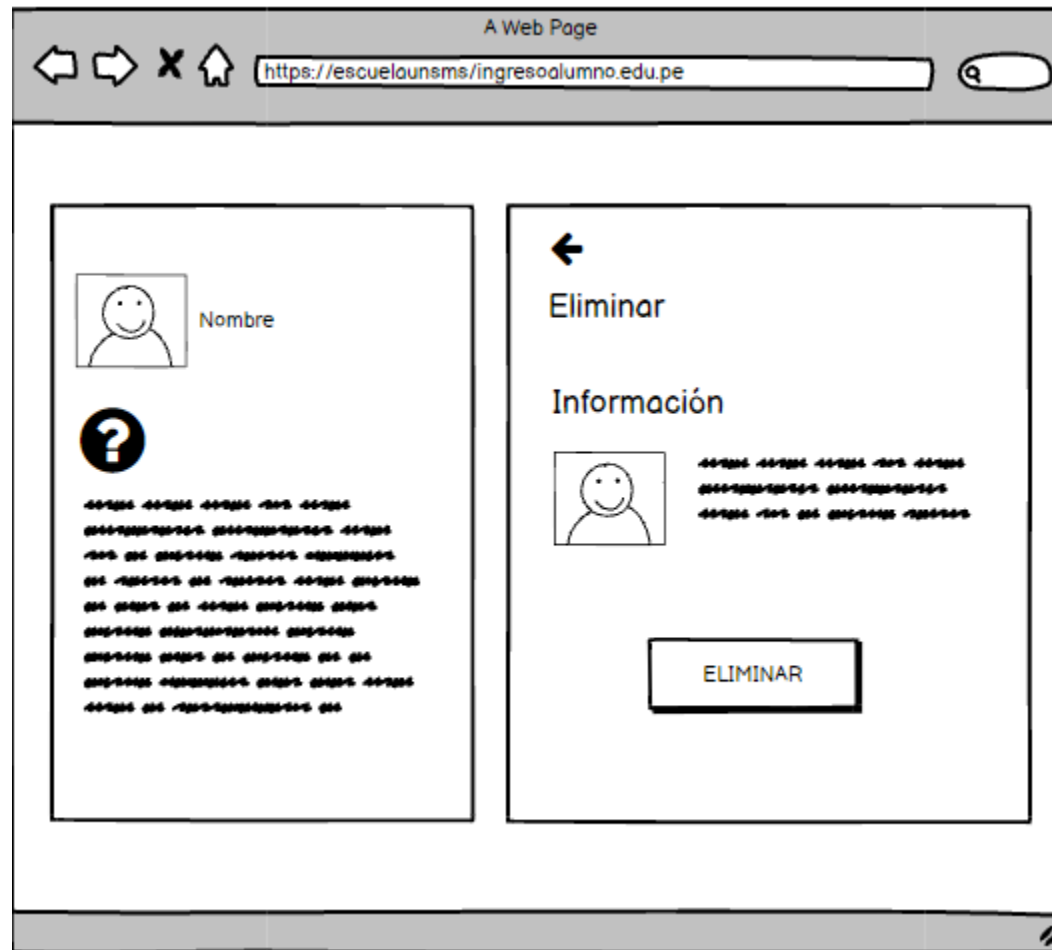 A Web Page
https://escuelaunsms/ingresoalumno.edu.pe
Nombre
?
Eliminar
Información
ELIMINAR